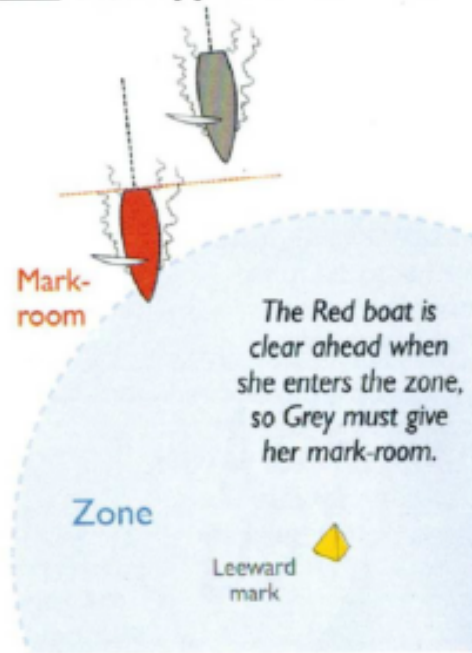 Mark-
room
The Red boat is
clear ahead when
she enters the zone,
so Grey must give
her mark-room.
Zone
Leeward
mark